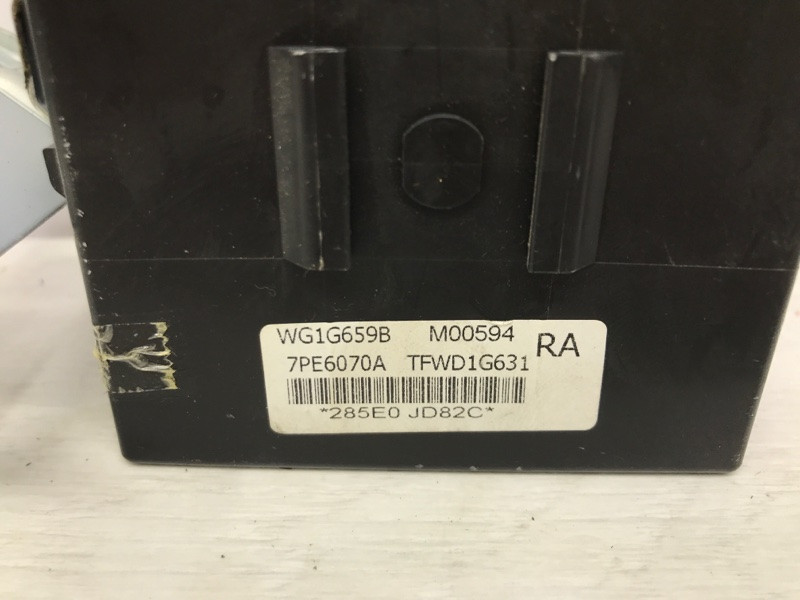 WG1G659B M00594 RA
7PE6070A TFWD1G631
*285E0 JD82C*